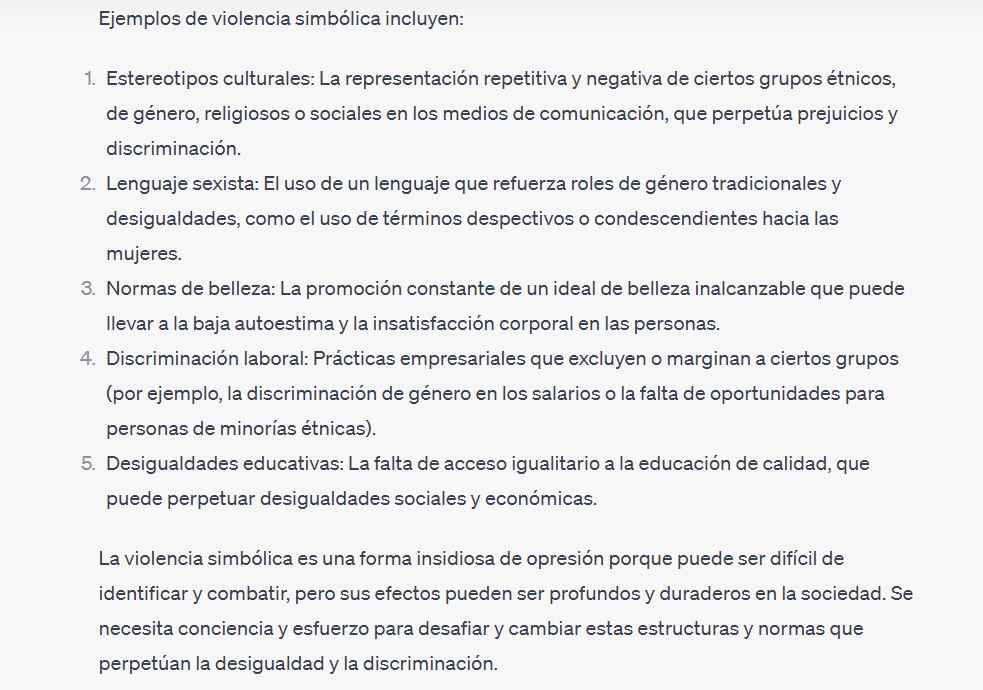 Ejemplos de violencia simbólica incluyen:
1. Estereotipos culturales: La representación repetitiva y negativa de ciertos grupos étnicos,
de género, religiosos o sociales en los medios de comunicación, que perpetúa prejuicios y
discriminación.
2. Lenguaje sexista: El uso de un lenguaje que refuerza roles de género tradicionales y
desigualdades, como el uso de términos despectivos o condescendientes hacia las
mujeres.
3. Normas de belleza: La promoción constante de un ideal de belleza inalcanzable que puede
llevar a la baja autoestima y la insatisfacción corporal en las personas.
4. Discriminación laboral: Prácticas empresariales que excluyen o marginan a ciertos grupos
(por ejemplo, la discriminación de género en los salarios o la falta de oportunidades para
personas de minorías étnicas).
5. Desigualdades educativas: La falta de acceso igualitario a la educación de calidad, que
puede perpetuar desigualdades sociales y económicas.
La violencia simbólica es una forma insidiosa de opresión porque puede ser difícil de
identificar y combatir, pero sus efectos pueden ser profundos y duraderos en la sociedad. Se
necesita conciencia y esfuerzo para desafiar y cambiar estas estructuras y normas que
perpetúan la desigualdad y la discriminación.